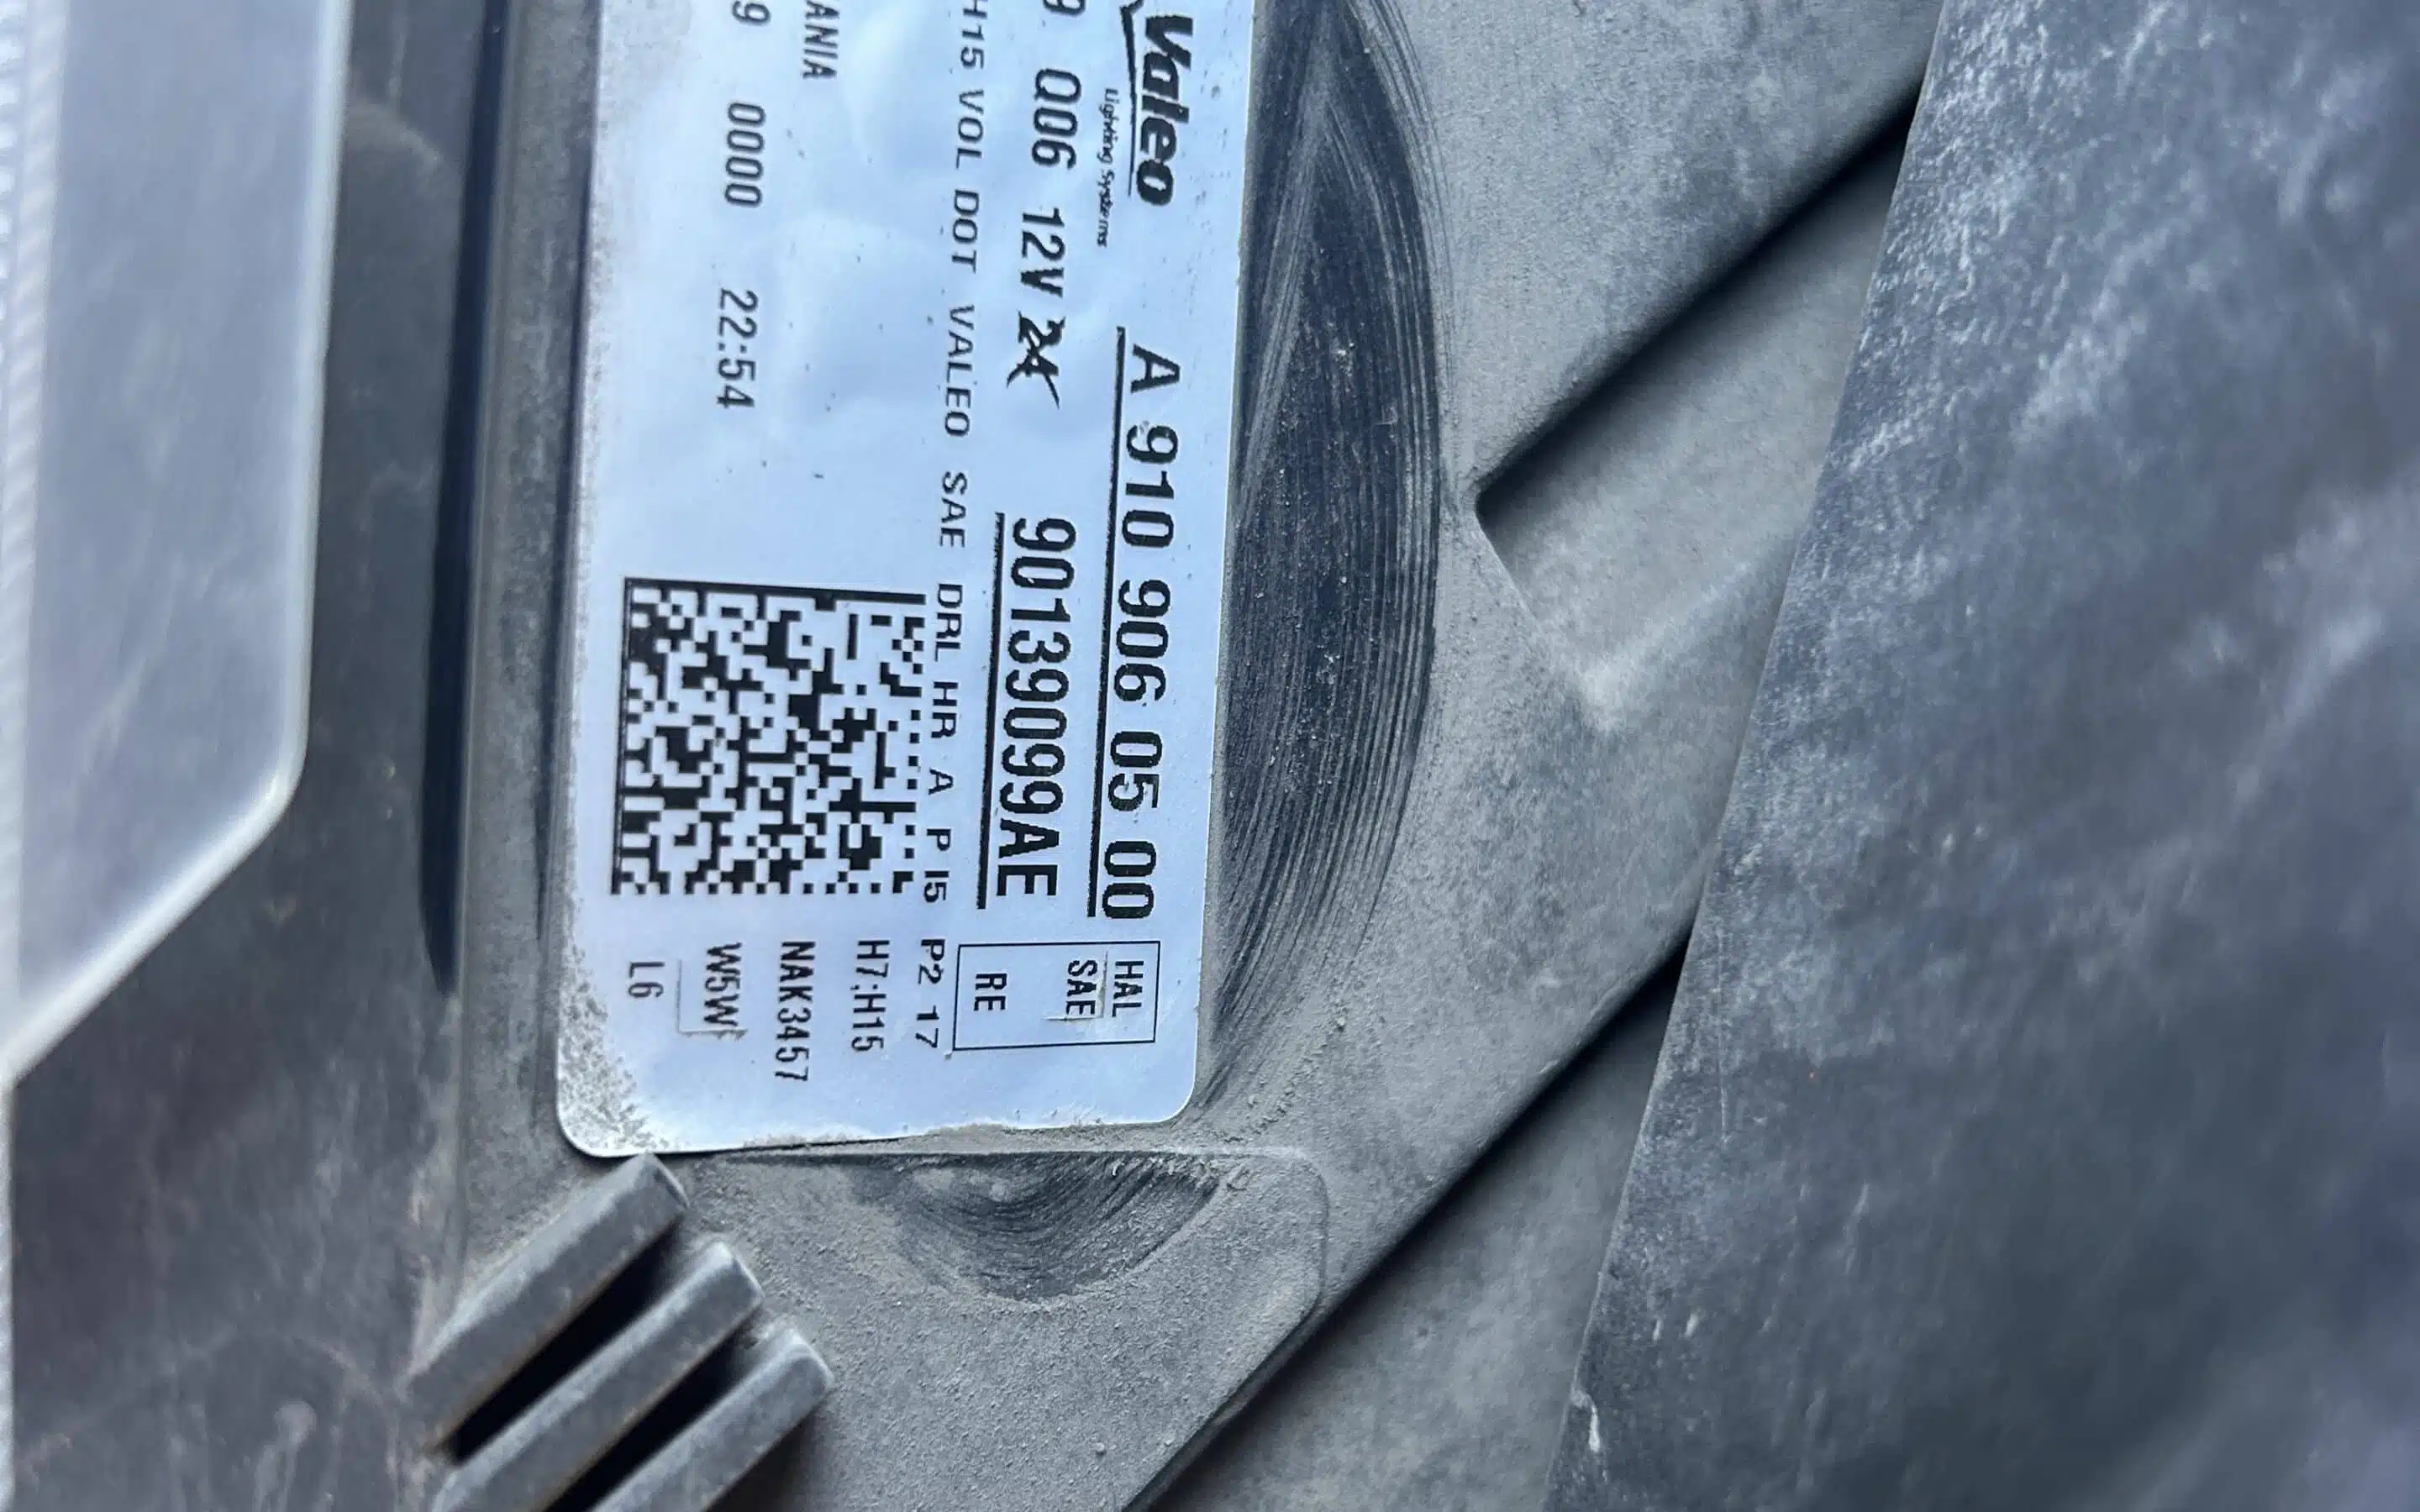 Valeo
Lighting Systems
A 910 906 05 00
HAL
SAE
RE
Q06 12V
90139099AE
H15 VOL DOT VALEO SAE DRL HR A P I5 P2 17
H7;H15
ANIA
NAK3457
9 0000 22:54
W5W
L6